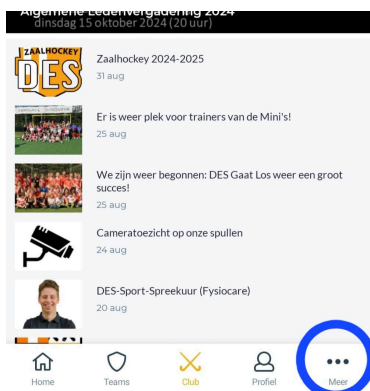 Algemene Ledenvergadering 2024
dinsdag 15 oktober 2024 (20 uur)
ZAALHOCKEY
DES
Zaalhockey 2024-2025
31 aug
Er is weer plek voor trainers van de Mini's!
25 aug
We zijn weer begonnen: DES Gaat Los weer een groot
succes!
25 aug
Cameratoezicht op onze spullen
24 aug
DES-Sport-Spreekuur (Fysiocare)
20 aug
Home
Teams
Club
Profiel
Meer